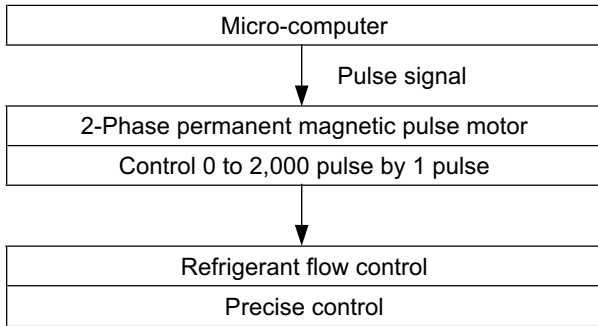 Micro-computer
Pulse signal
2-Phase permanent magnetic pulse motor
Control 0 to 2,000 pulse by 1 pulse
Refrigerant flow control
Precise control